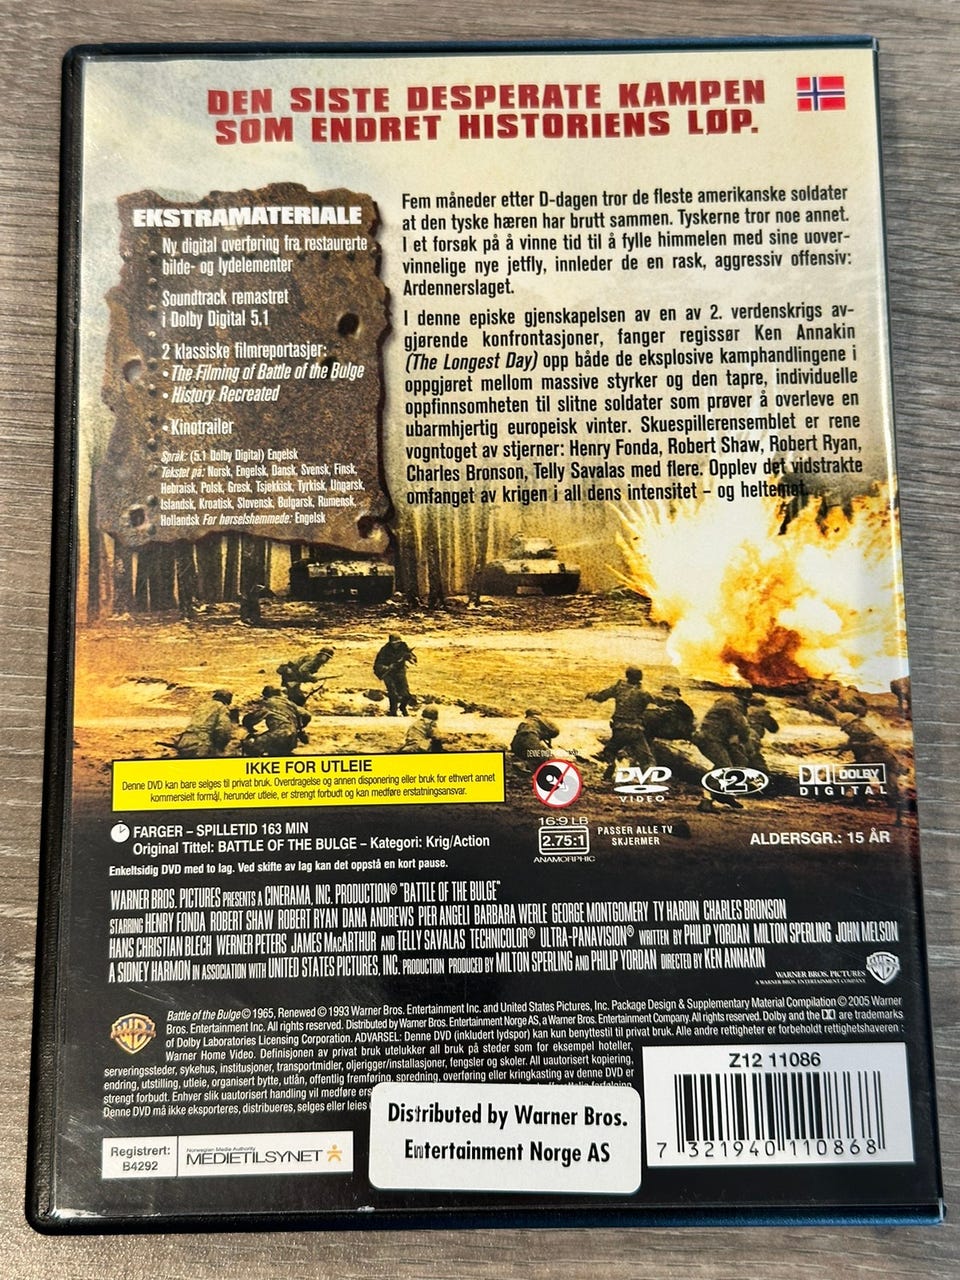 DEN SISTE DESPERATE KAMPEN
SOM ENDRET HISTORIENS LØP.
EKSTRAMATERIALE
Ny digital overføring fra restaurerte
bilde- og lydelementer
Soundtrack remastret
i Dolby Digital 5.1
2 klassiske filmreportasjer:
• The Filming of Battle of the Bulge
• History Recreated
• Kinotrailer
Språk: (5.1 Dolby Digital) Engelsk
Tekstet på: Norsk, Engelsk, Dansk, Svensk, Finsk,
Hebraisk, Polsk, Gresk, Tsjekkisk, Tyrkisk, Ungarsk,
Islandsk, Kroatisk, Slovensk, Bulgarsk, Rumensk,
Hollandsk For hørselshemmede: Engelsk
Fem måneder etter D-dagen tror de fleste amerikanske soldater
at den tyske hæren har brutt sammen. Tyskerne tror noe annet.
I et forsøk på å vinne tid til å fylle himmelen med sine uover-
vinnelige nye jetfly, innleder de en rask, aggressiv offensiv:
Ardennerslaget.
I denne episke gjenskapelsen av en av 2. verdenskrigs av-
gjørende konfrontasjoner, fanger regissør Ken Annakin
(The Longest Day) opp både de eksplosive kamphandlingene i
oppgjøret mellom massive styrker og den tapre, individuelle
oppfinnsomheten til slitne soldater som prøver å overleve en
ubarmhjertig europeisk vinter. Skuespillerensemblet er rene
vogntoget av stjerner: Henry Fonda, Robert Shaw, Robert Ryan,
Charles Bronson, Telly Savalas med flere. Opplev det vidstrakte
omfanget av krigen i all dens intensitet – og heltemot.
IKKE FOR UTLEIE
Denne DVD kan bare selges til privat bruk. Overdragelse og annen disponering eller bruk for ethvert annet
kommersielt formål, herunder utleie, er strengt forbudt og kan medføre erstatningsansvar.
DVD
VIDEO
2
DOLBY
DIGITAL
FARGER – SPILLETID 163 MIN
Original Tittel: BATTLE OF THE BULGE – Kategori: Krig/Action
Enkeltsidig DVD med to lag. Ved skifte av lag kan det oppstå en kort pause.
16:9 LB
2.75:1
ANAMORPHIC
PASSER ALLE TV
SKJERMER
ALDERSGR.: 15 ÅR
WARNER BROS. PICTURES PRESENTS A CINERAMA, INC. PRODUCTION® "BATTLE OF THE BULGE"
STARRING HENRY FONDA ROBERT SHAW ROBERT RYAN DANA ANDREWS PIER ANGELI BARBARA WERLE GEORGE MONTGOMERY TY HARDIN CHARLES BRONSON
HANS CHRISTIAN BLECH WERNER PETERS JAMES MACARTHUR AND TELLY SAVALAS TECHNICOLOR® ULTRA-PANAVISION® WRITTEN BY PHILIP YORDAN MILTON SPERLING JOHN MELSON
A SIDNEY HARMON IN ASSOCIATION WITH UNITED STATES PICTURES, INC. PRODUCTION PRODUCED BY MILTON SPERLING AND PHILIP YORDAN DIRECTED BY KEN ANNAKIN
WARNER BROS. PICTURES
A WARNER BROS. ENTERTAINMENT COMPANY
Battle of the Bulge © 1965, Renewed © 1993 Warner Bros. Entertainment Inc. and United States Pictures, Inc. Package Design & Supplementary Material Compilation © 2005 Warner
Bros. Entertainment Inc. All rights reserved. Distributed by Warner Bros. Entertainment Norge AS, a Warner Bros. Entertainment Company. All rights reserved. Dolby and the DD are trademarks
of Dolby Laboratories Licensing Corporation. ADVARSEL: Denne DVD (inkludert lydspor) kan kun benyttestil til privat bruk. Alle andre rettigheter er forbeholdt rettighetshaveren :
Warner Home Video. Definisjonen av privat bruk utelukker all bruk på steder som for eksempel hoteller,
serveringssteder, sykehus, institusjoner, transportmidler, oljerigger/installasjoner, fengsler og skoler. All uautorisert kopiering,
endring, utstilling, utleie, organisert bytte, utlån, offentlig fremføring, spredning, overføring eller kringkasting av denne DVD er
strengt forbudt. Enhver slik uautorisert handling vil medføre
Denne DVD må ikke eksporteres, distribueres, selges eller leies
Z12 11086
7 321940 110868
Distributed by Warner Bros.
Entertainment Norge AS
Registrert:
B4292
Norwegian Media Authority
MEDIETILSYNET